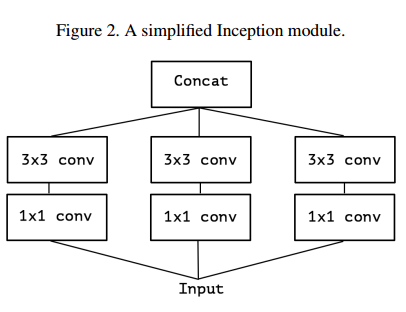 Figure 2. A simplified Inception module.
Concat
3x3 conv 3x3 conv 3x3 conv
1x1 conv 1x1 conv 1x1 conv
Input